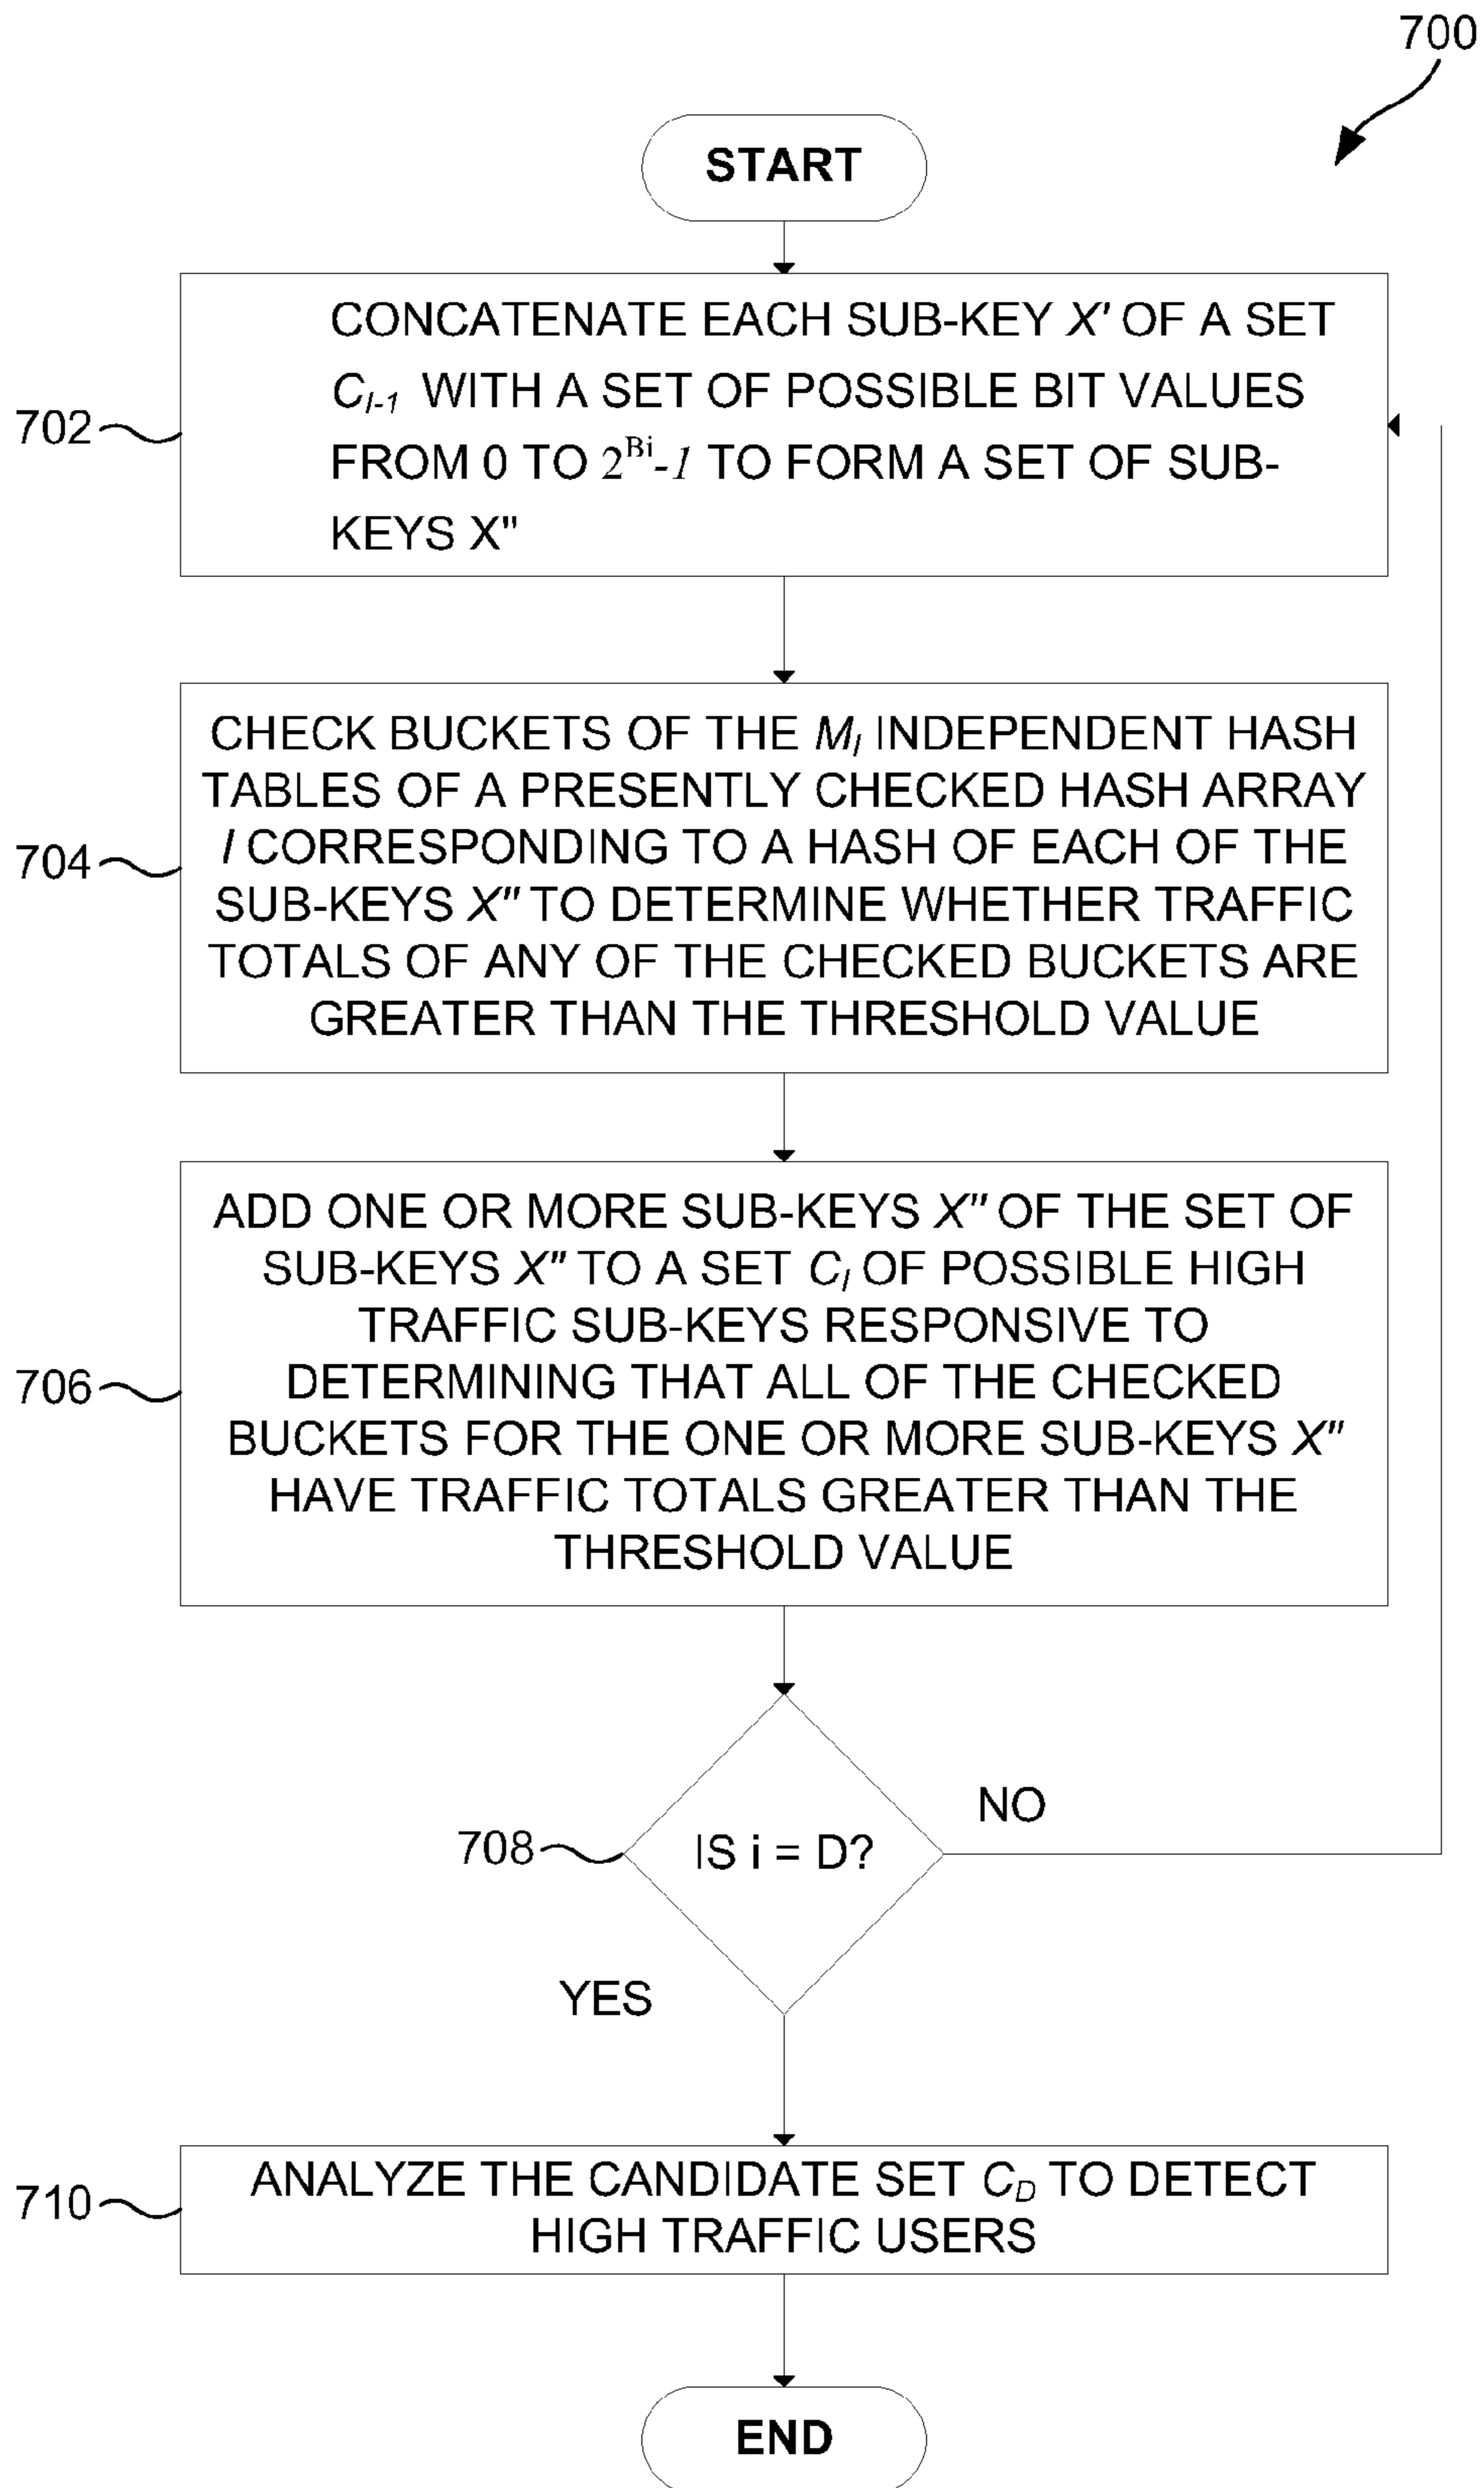 700
START
CONCATENATE EACH SUB-KEY X' OF A SET
C_{I-1} WITH A SET OF POSSIBLE BIT VALUES
FROM 0 TO 2^{Bi}-1 TO FORM A SET OF SUB-
KEYS X"
702
CHECK BUCKETS OF THE M_I INDEPENDENT HASH
TABLES OF A PRESENTLY CHECKED HASH ARRAY
I CORRESPONDING TO A HASH OF EACH OF THE
SUB-KEYS X" TO DETERMINE WHETHER TRAFFIC
TOTALS OF ANY OF THE CHECKED BUCKETS ARE
GREATER THAN THE THRESHOLD VALUE
704
ADD ONE OR MORE SUB-KEYS X" OF THE SET OF
SUB-KEYS X" TO A SET C_I OF POSSIBLE HIGH
TRAFFIC SUB-KEYS RESPONSIVE TO
DETERMINING THAT ALL OF THE CHECKED
BUCKETS FOR THE ONE OR MORE SUB-KEYS X"
HAVE TRAFFIC TOTALS GREATER THAN THE
THRESHOLD VALUE
706
NO
708
IS i = D?
YES
ANALYZE THE CANDIDATE SET C_D TO DETECT
HIGH TRAFFIC USERS
710
END